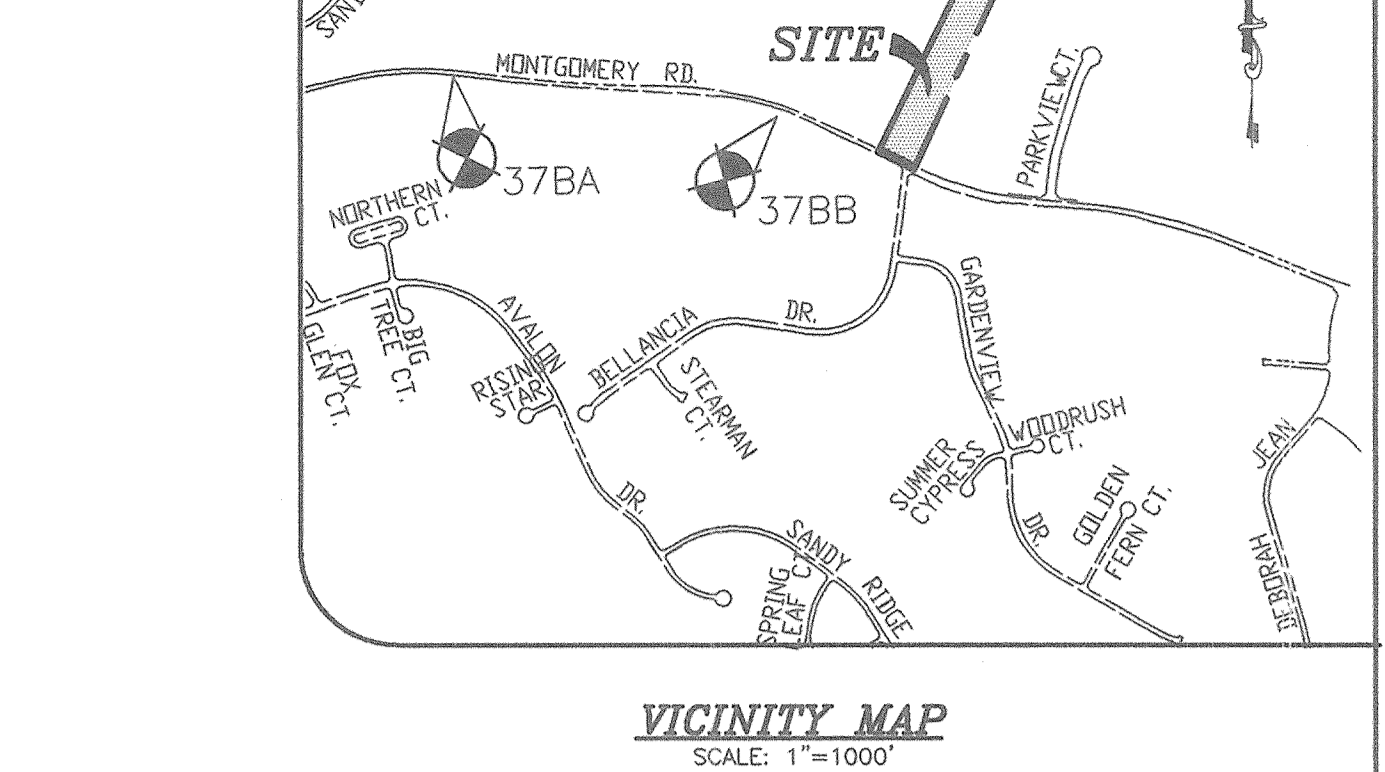 SITE
MONTGOMERY RD.
PARKVIEW CT.
37BA
37BB
NORTHERN
CT.
GARDENVIEW
DR.
AVALON
DR.
BELLANCIA
DR.
BIG
TREE CT.
FOX
GLEN CT.
RISING
STAR
STEARMAN
CT.
WOODRUSH
CT.
SUMMER
CYPRESS
GOLDEN
FERN CT.
JEAN
DEBORAH
SANDY RIDGE
SPRING
LEAF CT.
VICINITY MAP
SCALE: 1"=1000'